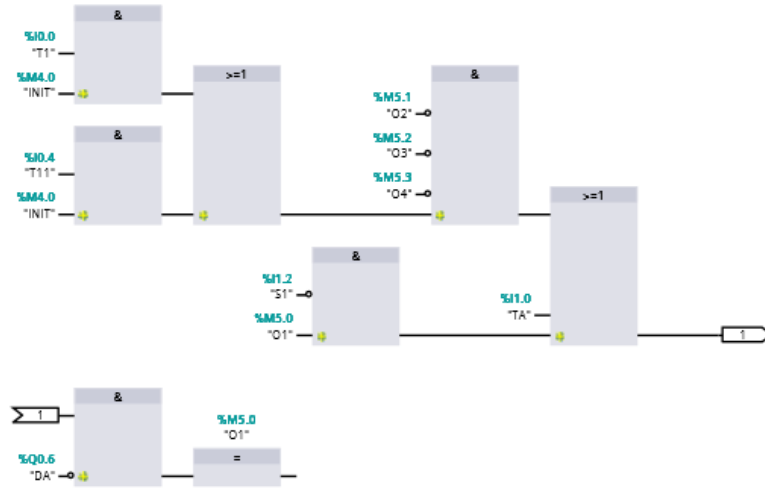 &
%I0.0
"T1"
%M4.0
"INIT"
>=1
&
%M5.1
"O2"
%M5.2
"O3"
%M5.3
"O4"
&
%I0.4
"T11"
%M4.0
"INIT"
>=1
&
%I1.2
"S1"
%M5.0
"O1"
%I1.0
"TA"
1
&
1
%Q0.6
"DA"
%M5.0
"O1"
=